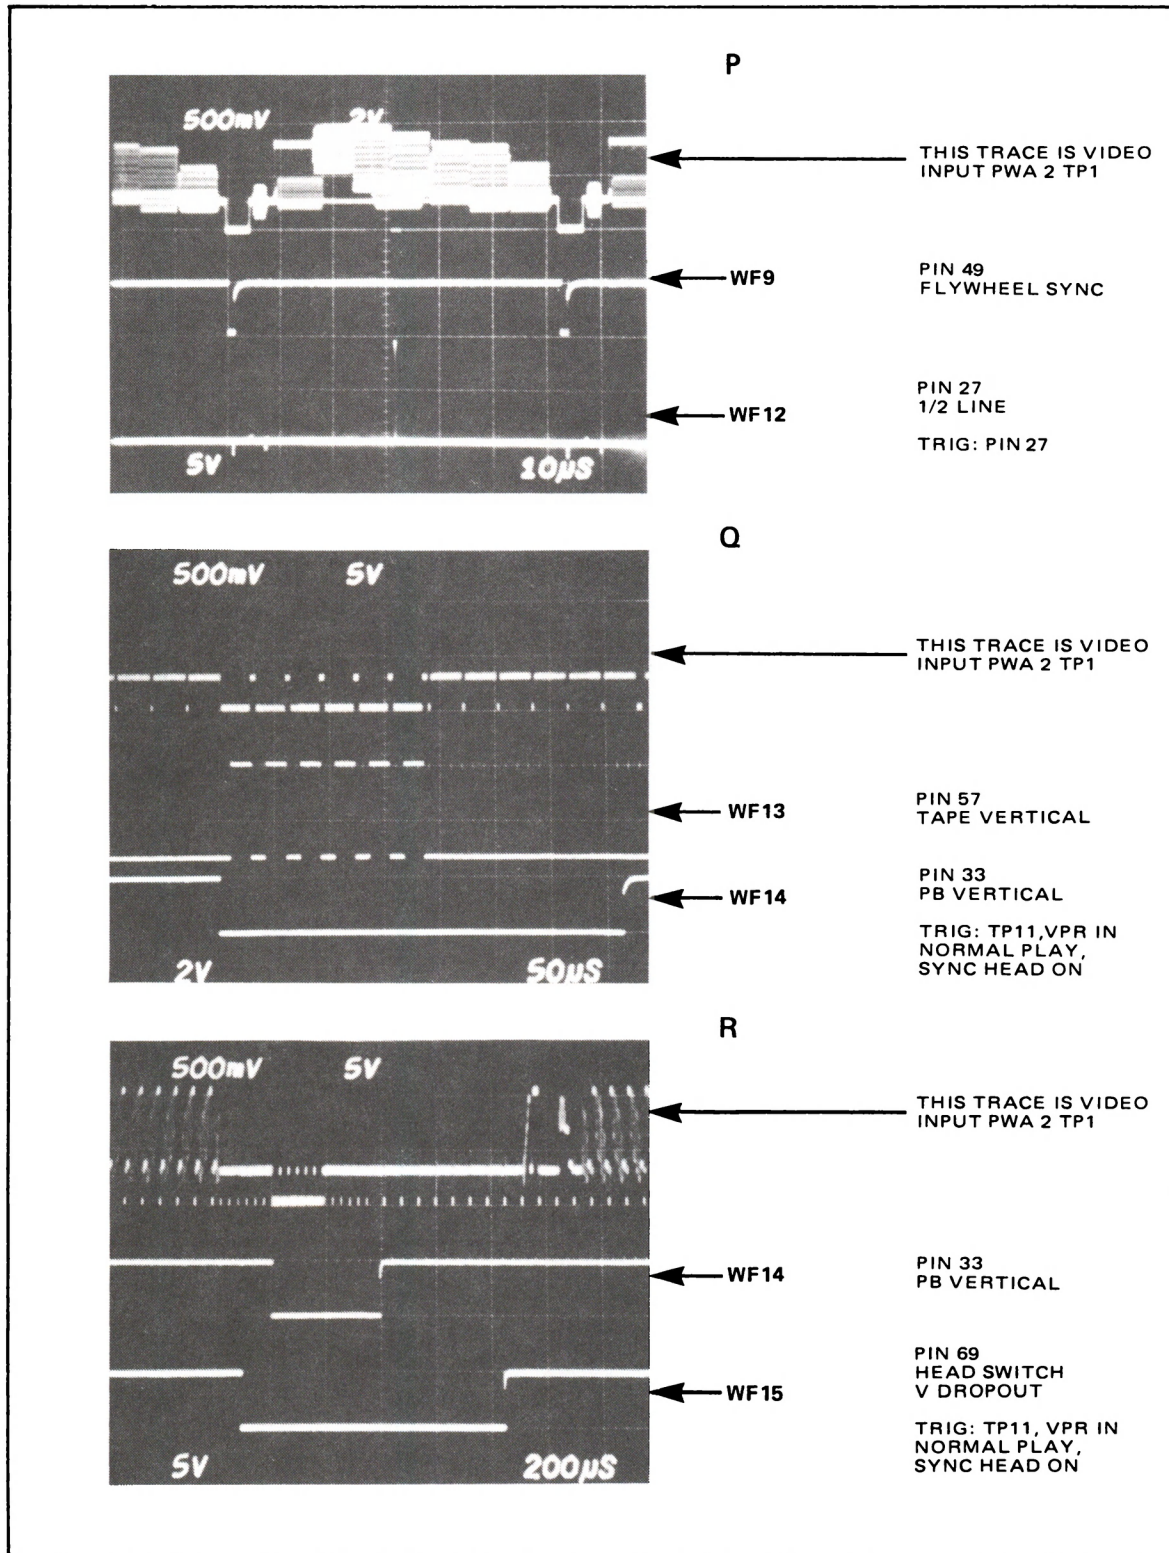 P
500mV 2V
THIS TRACE IS VIDEO
INPUT PWA 2 TP1
WF9
PIN 49
FLYWHEEL SYNC
WF12
PIN 27
1/2 LINE
TRIG: PIN 27
5V 10μS
Q
500mV 5V
THIS TRACE IS VIDEO
INPUT PWA 2 TP1
WF13
PIN 57
TAPE VERTICAL
WF14
PIN 33
PB VERTICAL
TRIG: TP11, VPR IN
NORMAL PLAY,
SYNC HEAD ON
2V 50μS
R
500mV 5V
THIS TRACE IS VIDEO
INPUT PWA 2 TP1
WF14
PIN 33
PB VERTICAL
WF15
PIN 69
HEAD SWITCH
V DROPOUT
TRIG: TP11, VPR IN
NORMAL PLAY,
SYNC HEAD ON
5V 200μS